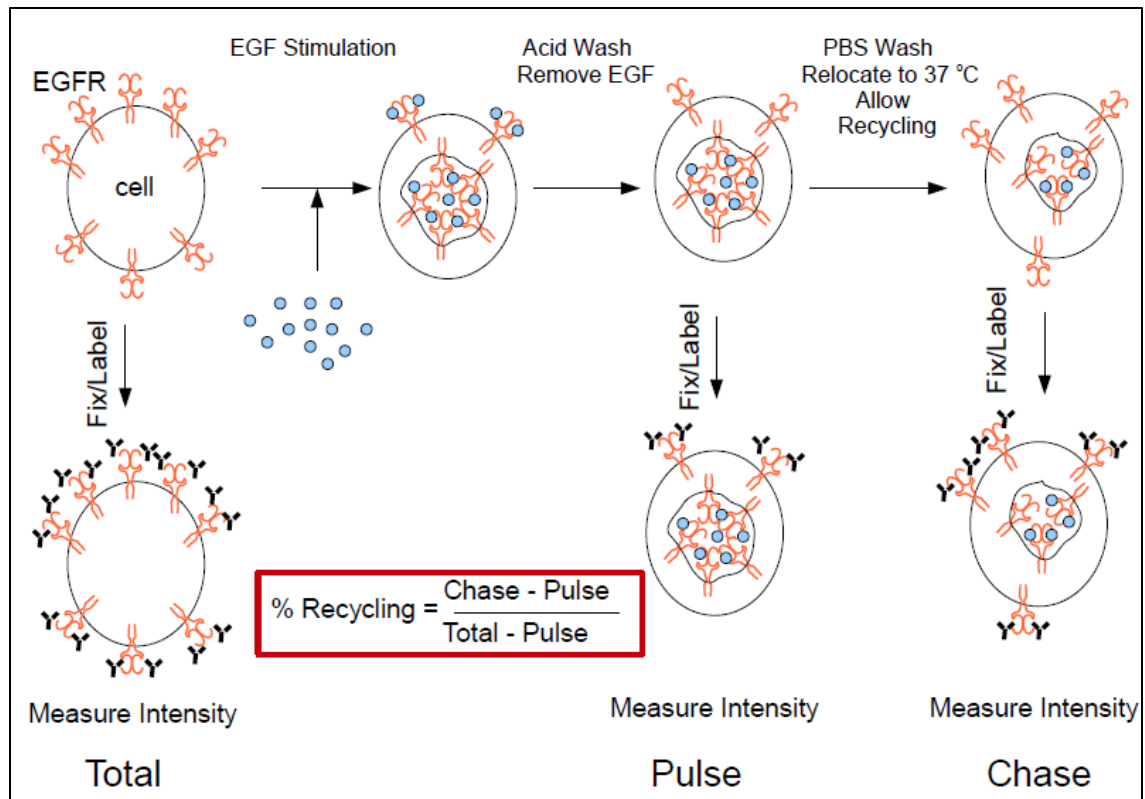 EGF Stimulation
Acid Wash
Remove EGF
PBS Wash
Relocate to 37 °C
Allow
Recycling
EGFR
cell
Fix/Label
Fix/Label
Fix/Label
% Recycling = Chase - Pulse
Total - Pulse
Measure Intensity
Measure Intensity
Measure Intensity
Total
Pulse
Chase